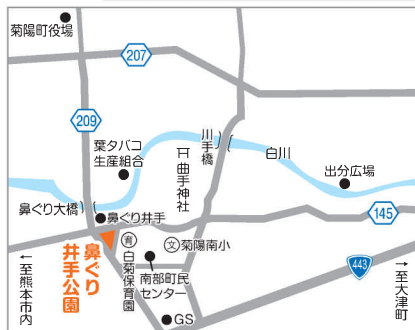 菊陽町役場
207
209
葉タバコ
生産組合
曲手神社
川手橋
白川
出分広場
鼻ぐり大橋
鼻ぐり井手
145
鼻ぐり
井手公園
育
白菊保育園
文
菊陽南小
南部町民
センター
443
←至熊本市内
→至大津町
GS